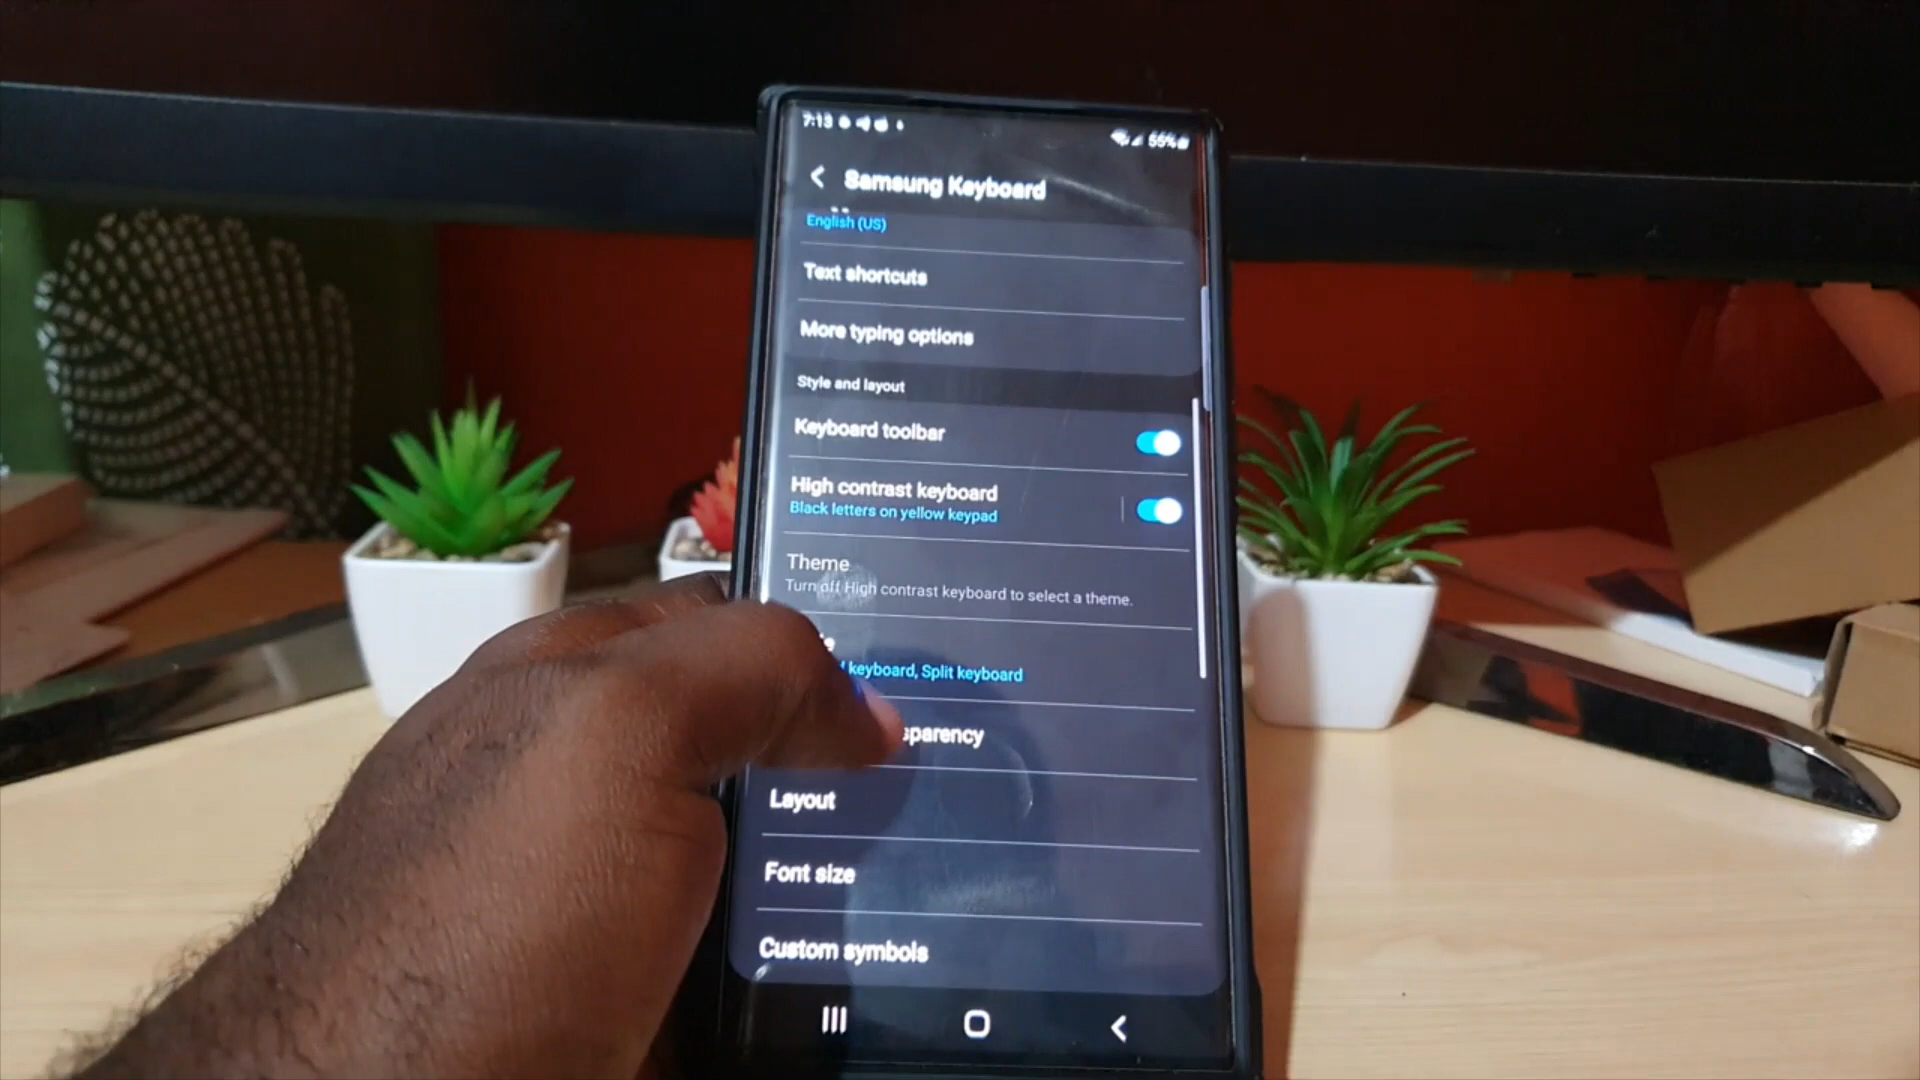 7:13 55%
Samsung Keyboard
English (US)
Text shortcuts
More typing options
Style and layout
Keyboard toolbar
High contrast keyboard
Black letters on yellow keypad
Theme
Turn off High contrast keyboard to select a theme.
keyboard, Split keyboard
sparency
Layout
Font size
Custom symbols